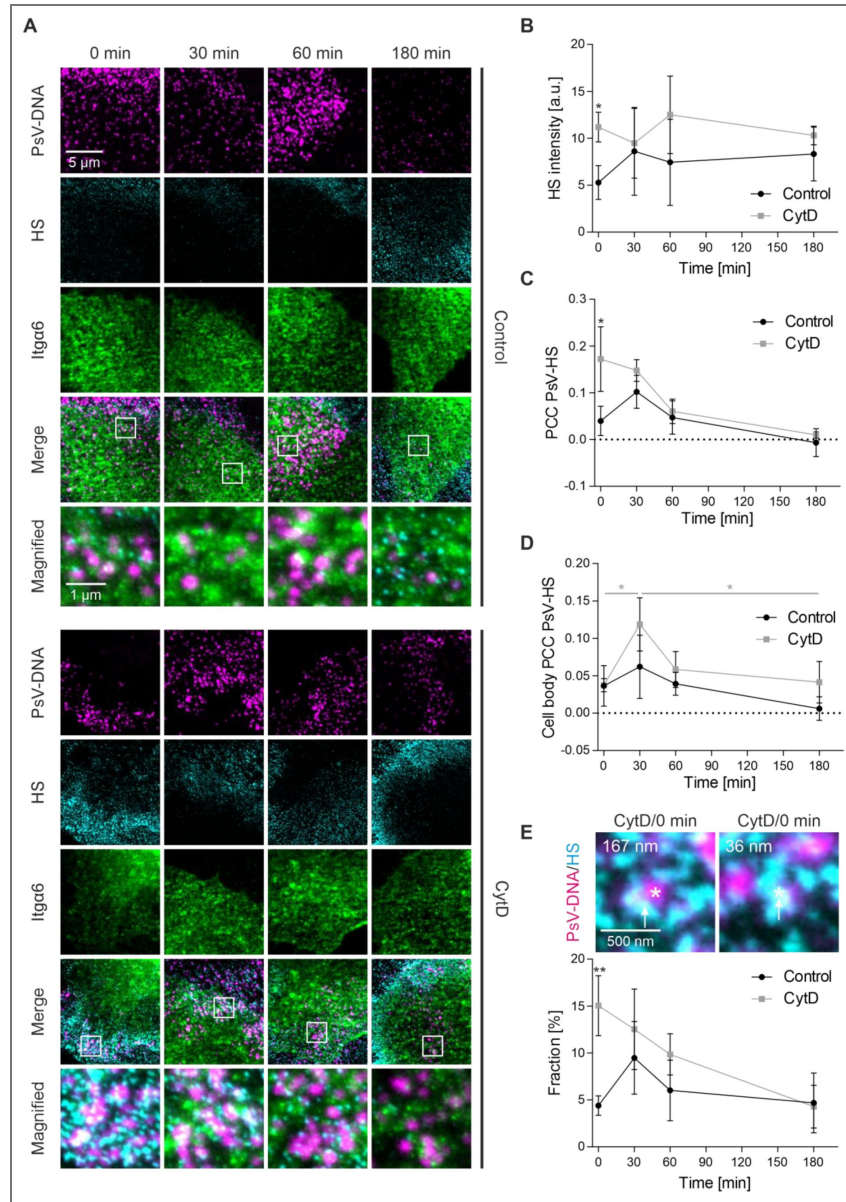 A
0 min 30 min 60 min 180 min
PsV-DNA
5 µm
HS
Itgα6
Merge
Magnified
1 µm
Control
PsV-DNA
HS
Itgα6
Merge
Magnified
CytD
B
HS intensity [a.u.]
20
15
10
5
0
*
Control
CytD
0 30 60 90 120 150 180
Time [min]
C
PCC PsV-HS
0.3
0.2
0.1
0.0
-0.1
*
Control
CytD
0 30 60 90 120 150 180
Time [min]
D
Cell body PCC PsV-HS
0.20
0.15
0.10
0.05
0.00
-0.05
* *
Control
CytD
0 30 60 90 120 150 180
Time [min]
E
CytD/0 min CytD/0 min
PsV-DNA/HS
167 nm 36 nm
* *
500 nm
Fraction [%]
20
15
10
5
0
**
Control
CytD
0 30 60 90 120 150 180
Time [min]